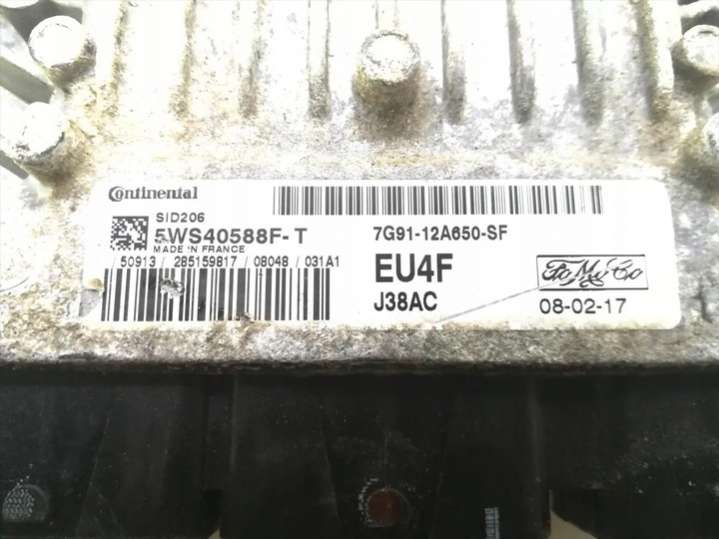 Continental
SID206
5WS40588F-T
MADE IN FRANCE
50913 / 285159817 / 08048 / 031A1
7G91-12A650-SF
EU4F
FoMoCo
J38AC
08-02-17